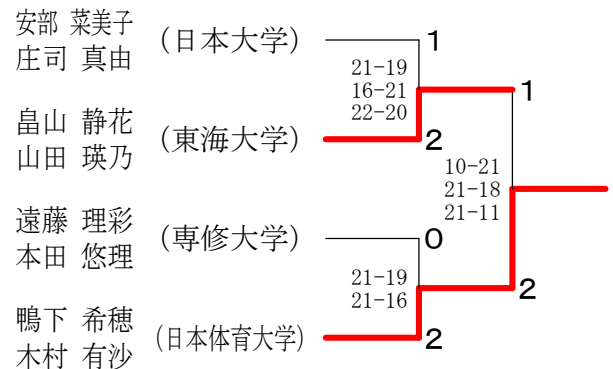 安部 菜美子
庄司 真由
(日本大学)
1
21-19
16-21
22-20
1
畠山 静花
山田 瑛乃
(東海大学)
2
10-21
21-18
21-11
遠藤 理彩
本田 悠理
(専修大学)
0
21-19
21-16
2
鴨下 希穂
木村 有沙
(日本体育大学)
2